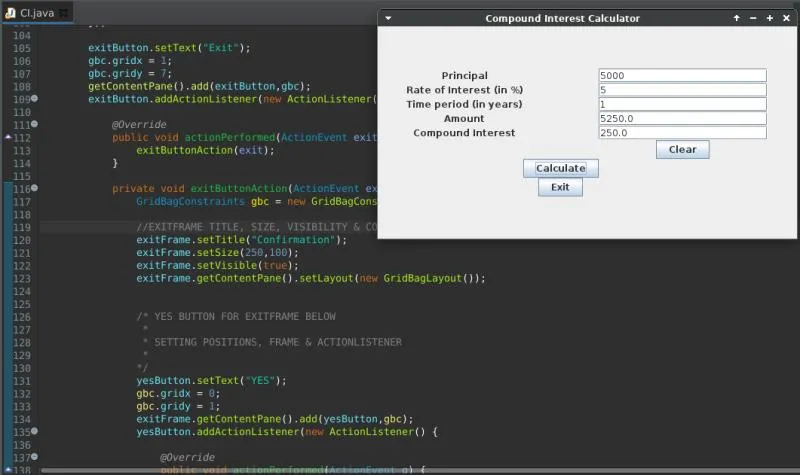 CI.java
Compound Interest Calculator
104
105 exitButton.setText("Exit");
106 gbc.gridx = 1;
107 gbc.gridy = 7;
108 getContentPane().add(exitButton,gbc);
109 exitButton.addActionListener(new ActionListener(
110
111 @Override
112 public void actionPerformed(ActionEvent exit
113 exitButtonAction(exit);
114 }
115
116 private void exitButtonAction(ActionEvent ex
117 GridBagConstraints gbc = new GridBagCons
118
119 //EXITFRAME TITLE, SIZE, VISIBILITY & CO
120 exitFrame.setTitle("Confirmation");
121 exitFrame.setSize(250,100);
122 exitFrame.setVisible(true);
123 exitFrame.getContentPane().setLayout(new GridBagLayout());
124
125
126 /* YES BUTTON FOR EXITFRAME BELOW
127 *
128 * SETTING POSITIONS, FRAME & ACTIONLISTENER
129 *
130 */
131 yesButton.setText("YES");
132 gbc.gridx = 0;
133 gbc.gridy = 1;
134 exitFrame.getContentPane().add(yesButton,gbc);
135 yesButton.addActionListener(new ActionListener() {
136
137 @Override
138 public void actionPerformed(ActionEvent
Principal 5000
Rate of Interest (in %) 5
Time period (in years) 1
Amount 5250.0
Compound Interest 250.0
Clear
Calculate
Exit